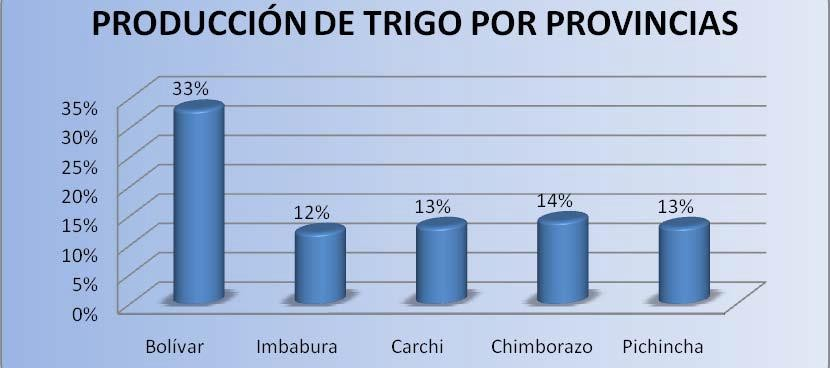 PRODUCCIÓN DE TRIGO POR PROVINCIAS
33%
35%
30%
25%
20%
15%
10%
5%
0%
12%
13%
14%
13%
Bolívar
Imbabura
Carchi
Chimborazo
Pichincha